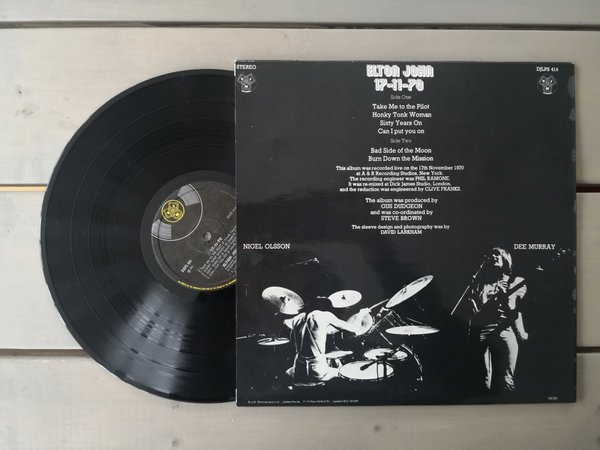 STEREO
ELTON JOHN
17-11-70
DJLPS 414
Side One
Take Me to the Pilot
Honky Tonk Woman
Sixty Years On
Can I put you on
Side Two
Bad Side of the Moon
Burn Down the Mission
This album was recorded live on the 17th November 1970
at A & R Recording Studios, New York.
The recording engineer was PHIL RAMONE.
It was re-mixed at Dick James Studio, London,
and the reduction was engineered by CLIVE FRANKS.
The album was produced by
GUS DUDGEON
and was co-ordinated by
STEVE BROWN
The sleeve design and photography was by
DAVID LARKHAM
NIGEL OLSSON
DEE MURRAY